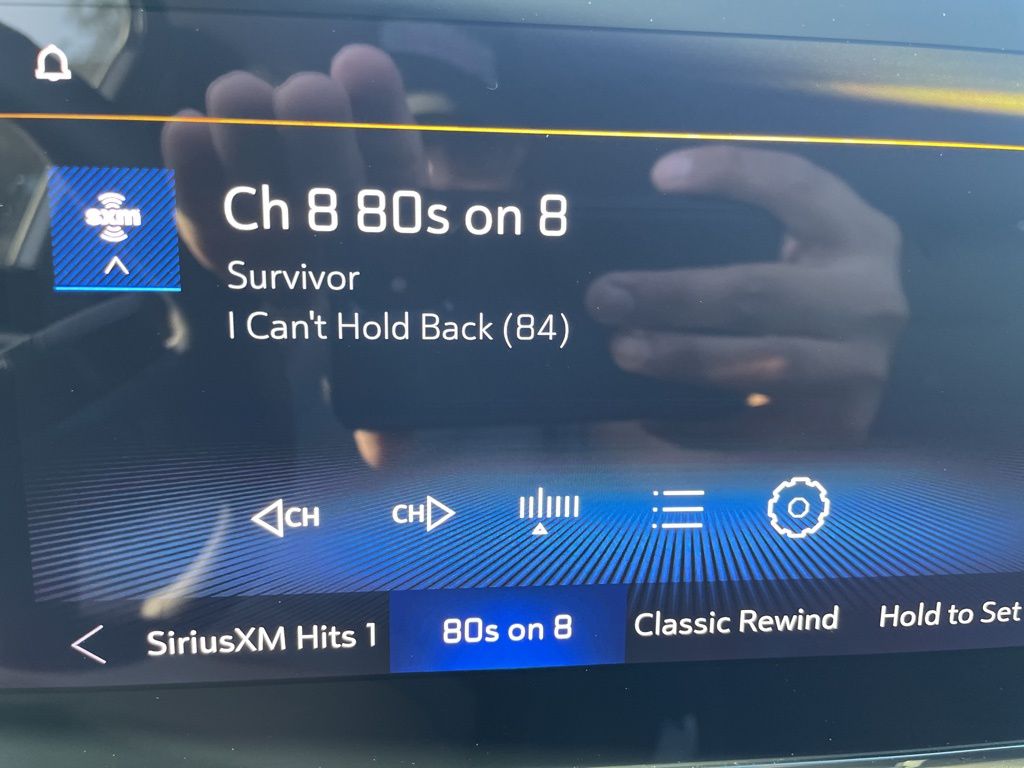 sxm
Ch 8 80s on 8
Survivor
I Can't Hold Back (84)
CH
CH
SiriusXM Hits 1
80s on 8
Classic Rewind
Hold to Set